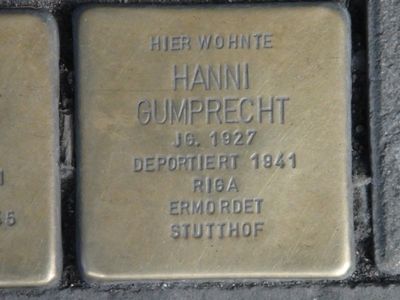 HIER WOHNTE
HANNI
GUMPRECHT
JG. 1927
DEPORTIERT 1941
RIGA
ERMORDET
STUTTHOF